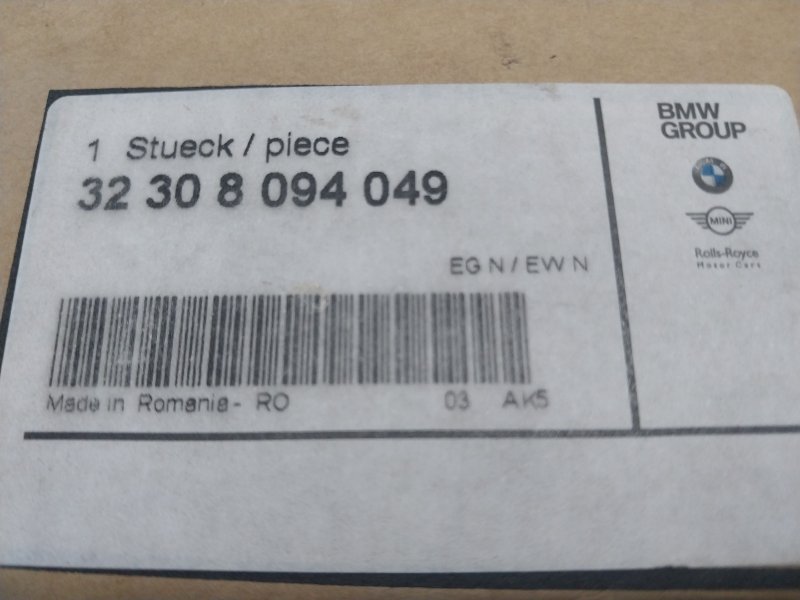 1 Stueck / piece
32 30 8 094 049
EG N / EW N
Made in Romania- RO 03 AK5
BMW
GROUP
MINI
Rolls-Royce
Motor Cars